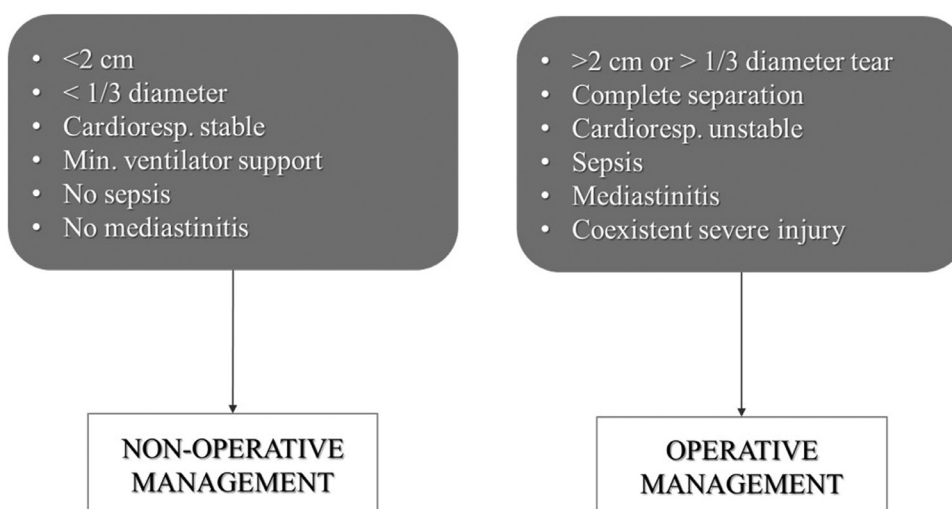 • <2 cm
• < 1/3 diameter
• Cardioresp. stable
• Min. ventilator support
• No sepsis
• No mediastinitis
NON-OPERATIVE
MANAGEMENT
• >2 cm or > 1/3 diameter tear
• Complete separation
• Cardioresp. unstable
• Sepsis
• Mediastinitis
• Coexistent severe injury
OPERATIVE
MANAGEMENT